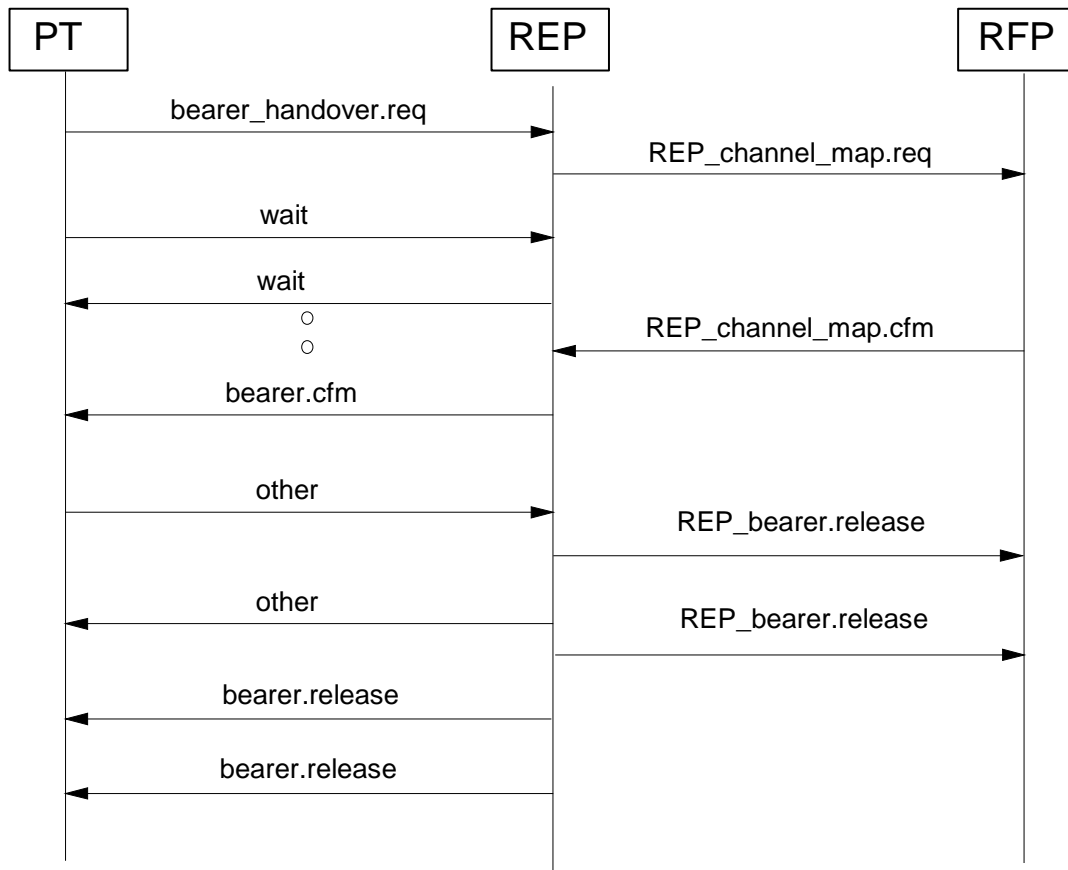 PT
REP
RFP
bearer_handover.req
REP_channel_map.req
wait
wait
REP_channel_map.cfm
bearer.cfm
other
REP_bearer.release
other
REP_bearer.release
bearer.release
bearer.release